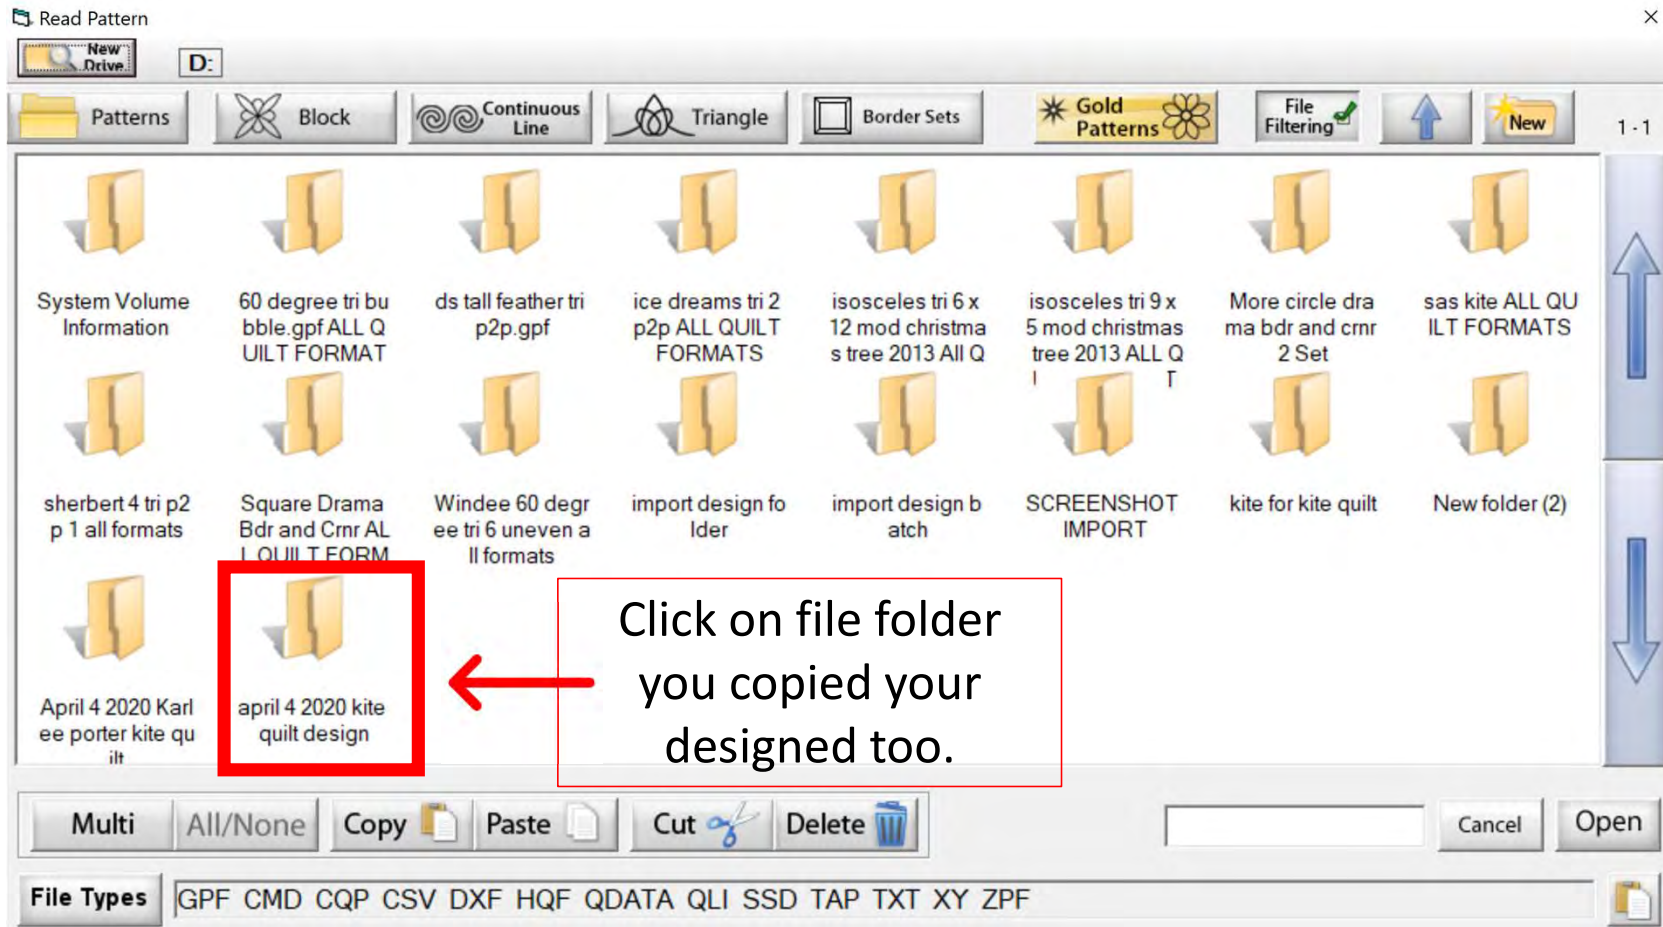 Read Pattern
New
Drive
D:
Patterns
Block
Continuous
Line
Triangle
Border Sets
Gold
Patterns
File
Filtering
New
1 - 1
System Volume
Information
60 degree tri bu
bble.gpf ALL Q
UILT FORMAT
ds tall feather tri
p2p.gpf
ice dreams tri 2
p2p ALL QUILT
FORMATS
isosceles tri 6 x
12 mod christma
s tree 2013 All Q
isosceles tri 9 x
5 mod christmas
tree 2013 ALL Q
More circle dra
ma bdr and crnr
2 Set
sas kite ALL QU
ILT FORMATS
sherbert 4 tri p2
p 1 all formats
Square Drama
Bdr and Crnr AL
L QUILT FORM
Windee 60 degr
ee tri 6 uneven a
ll formats
import design fo
lder
import design b
atch
SCREENSHOT
IMPORT
kite for kite quilt
New folder (2)
April 4 2020 Karl
ee porter kite qu
ilt
april 4 2020 kite
quilt design
Click on file folder
you copied your
designed too.
Multi
All/None
Copy
Paste
Cut
Delete
Cancel
Open
File Types
GPF CMD CQP CSV DXF HQF QDATA QLI SSD TAP TXT XY ZPF